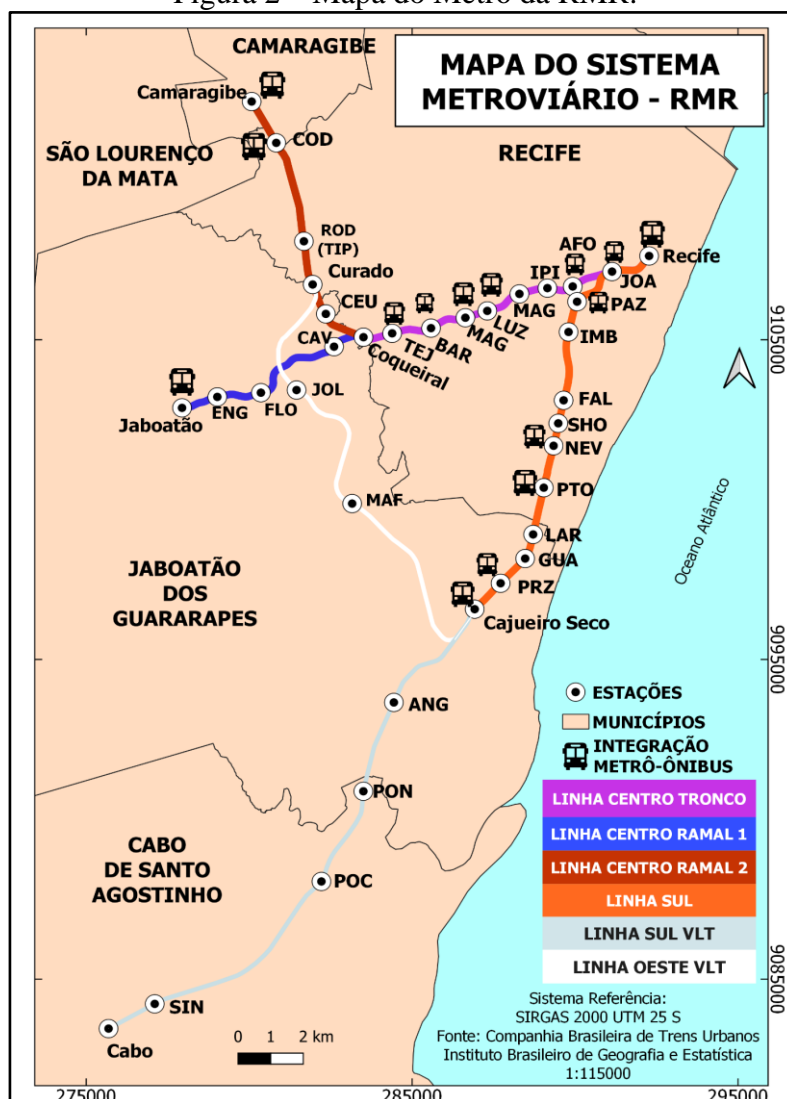 Figura 2 – Mapa do Metrô da RMR.
MAPA DO SISTEMA
METROVIÁRIO - RMR
CAMARAGIBE
Camaragibe
COD
SÃO LOURENÇO
DA MATA
RECIFE
ROD
(TIP)
Curado
CEU
CAV
Coqueiral
TEJ
BAR
MAG
LUZ
MAG
IPI
AFO
JOA
Recife
PAZ
IMB
Jaboatão
ENG
FLO
JOL
MAF
FAL
SHO
NEV
PTO
LAR
GUA
PRZ
Cajueiro Seco
Oceano Atlântico
JABOATÃO
DOS
GUARARAPES
ANG
PON
POC
CABO
DE SANTO
AGOSTINHO
SIN
Cabo
ESTAÇÕES
MUNICÍPIOS
INTEGRAÇÃO
METRÔ-ÔNIBUS
LINHA CENTRO TRONCO
LINHA CENTRO RAMAL 1
LINHA CENTRO RAMAL 2
LINHA SUL
LINHA SUL VLT
LINHA OESTE VLT
Sistema Referência:
SIRGAS 2000 UTM 25 S
Fonte: Companhia Brasileira de Trens Urbanos
Instituto Brasileiro de Geografia e Estatística
1:115000
0 1 2 km
9105000
9095000
9085000
275000 285000 295000